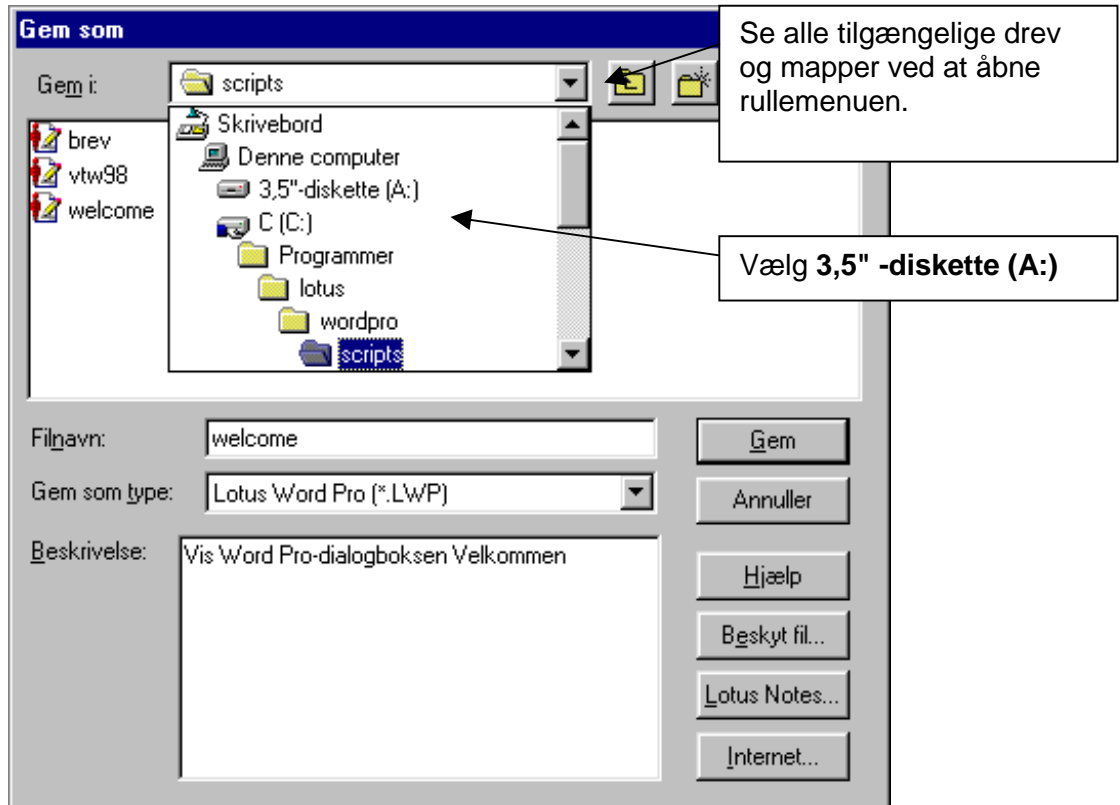 Gem som
Se alle tilgængelige drev
og mapper ved at åbne
rullemenuen.
Gem i:
scripts
brev
vtw98
welcome
Skrivebord
Denne computer
3,5"-diskette (A:)
C (C:)
Programmer
lotus
wordpro
scripts
Vælg 3,5" -diskette (A:)
Filnavn:
welcome
Gem
Gem som type:
Lotus Word Pro (*.LWP)
Annuller
Beskrivelse:
Vis Word Pro-dialogboksen Velkommen
Hjælp
Beskyt fil...
Lotus Notes...
Internet...